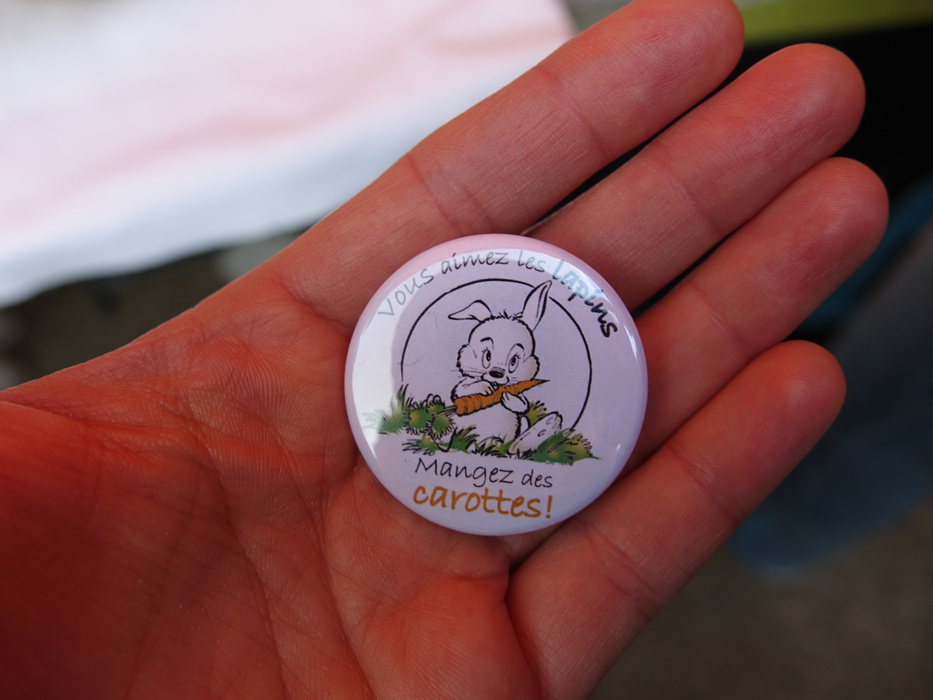 Vous aimez les lapins
Mangez des
carottes!